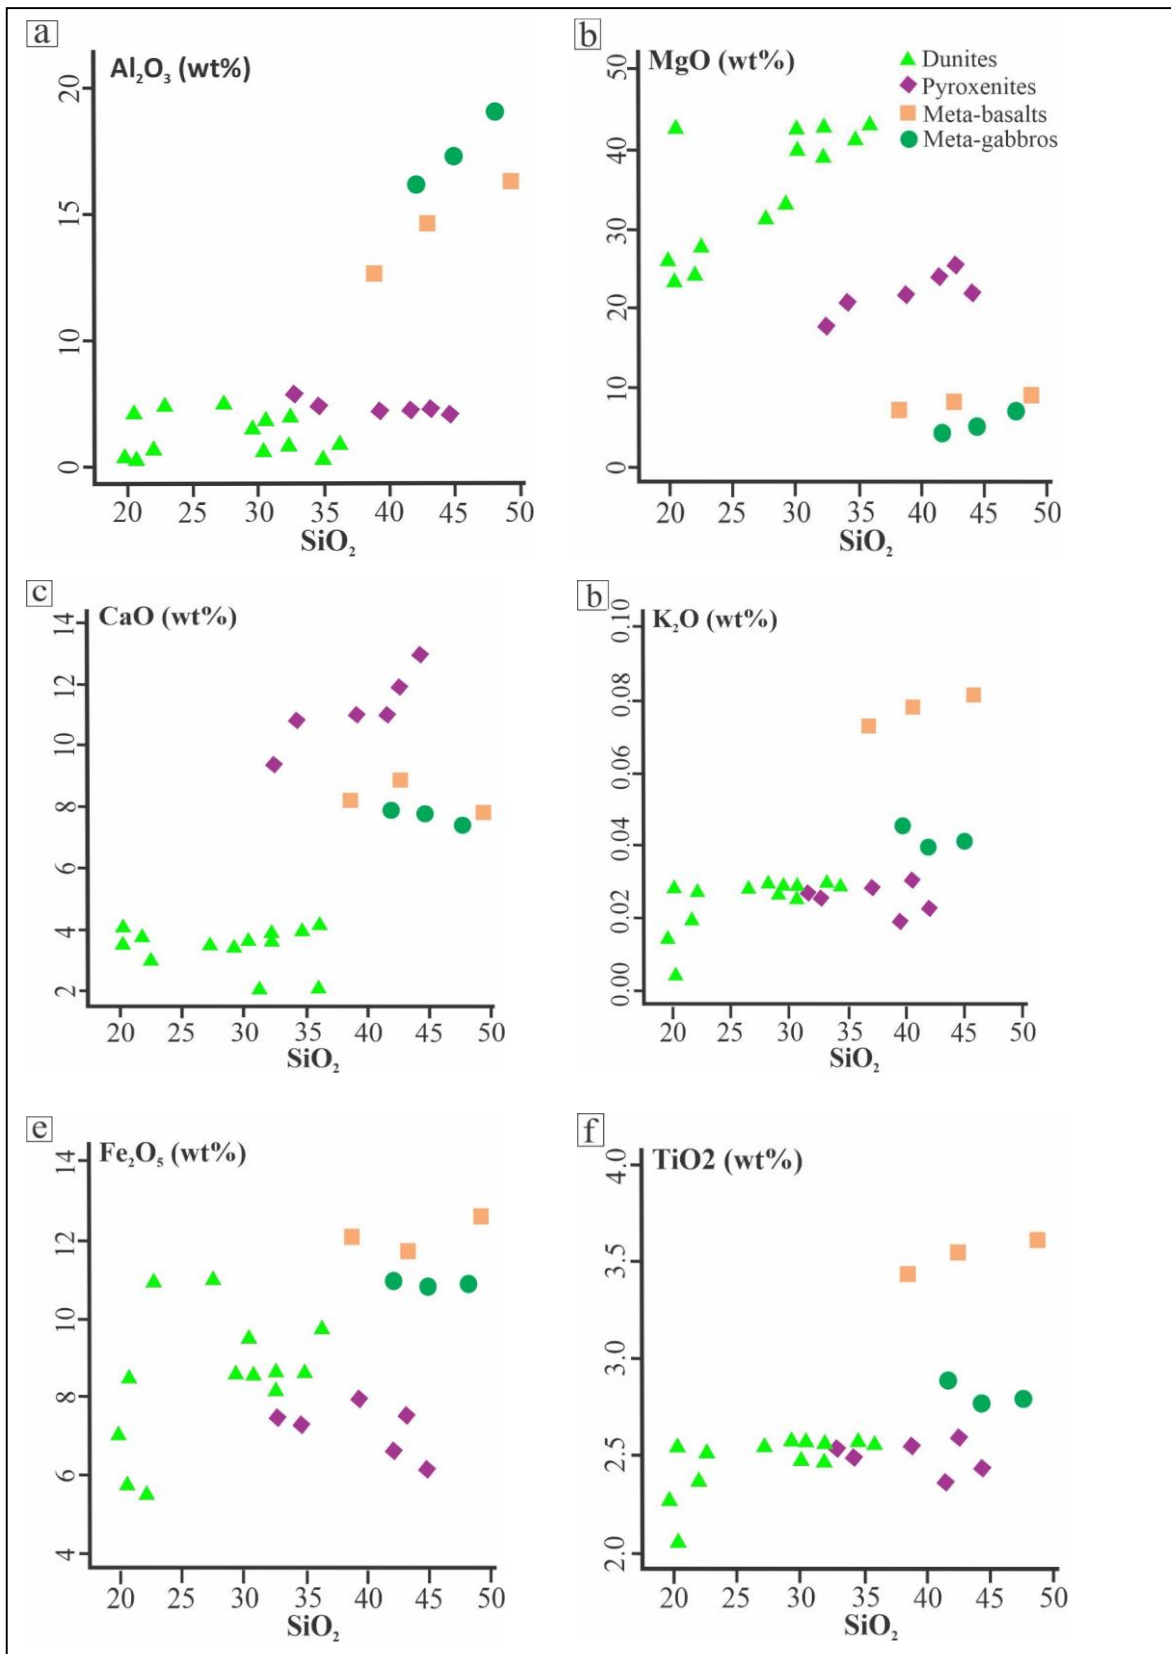 a
Al₂O₃ (wt%)
20
15
10
0
20 25 30 35 40 45 50
SiO₂
b
MgO (wt%)
Dunites
Pyroxenites
Meta-basalts
Meta-gabbros
50
40
30
20
10
0
20 25 30 35 40 45 50
SiO₂
c
CaO (wt%)
14
12
10
8
6
4
2
20 25 30 35 40 45 50
SiO₂
b
K₂O (wt%)
0.10
0.08
0.06
0.04
0.02
0.00
20 25 30 35 40 45 50
SiO₂
e
Fe₂O₅ (wt%)
14
12
10
8
6
4
20 25 30 35 40 45 50
SiO₂
f
TiO2 (wt%)
4.0
3.5
3.0
2.5
2.0
20 25 30 35 40 45 50
SiO₂